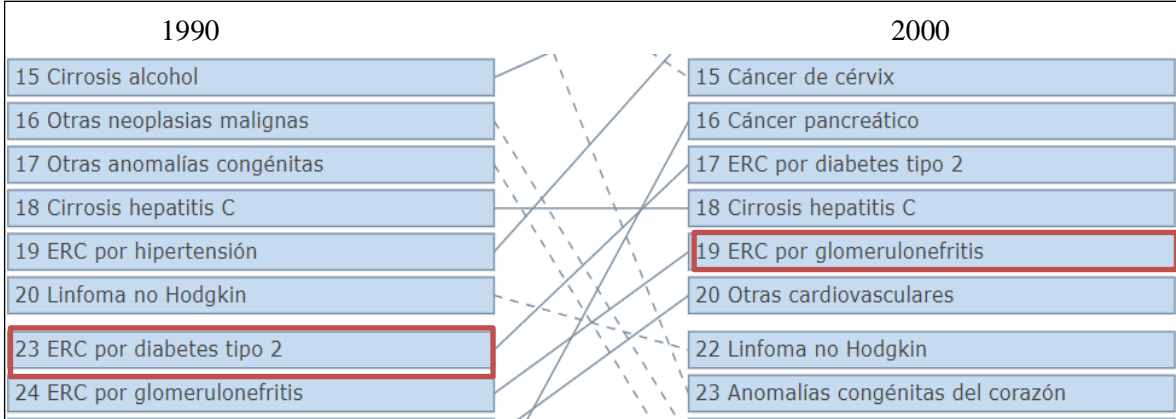 1990
2000
15 Cirrosis alcohol
15 Cáncer de cérvix
16 Otras neoplasias malignas
16 Cáncer pancreático
17 Otras anomalías congénitas
17 ERC por diabetes tipo 2
18 Cirrosis hepatitis C
18 Cirrosis hepatitis C
19 ERC por hipertensión
19 ERC por glomerulonefritis
20 Linfoma no Hodgkin
20 Otras cardiovasculares
23 ERC por diabetes tipo 2
22 Linfoma no Hodgkin
24 ERC por glomerulonefritis
23 Anomalías congénitas del corazón